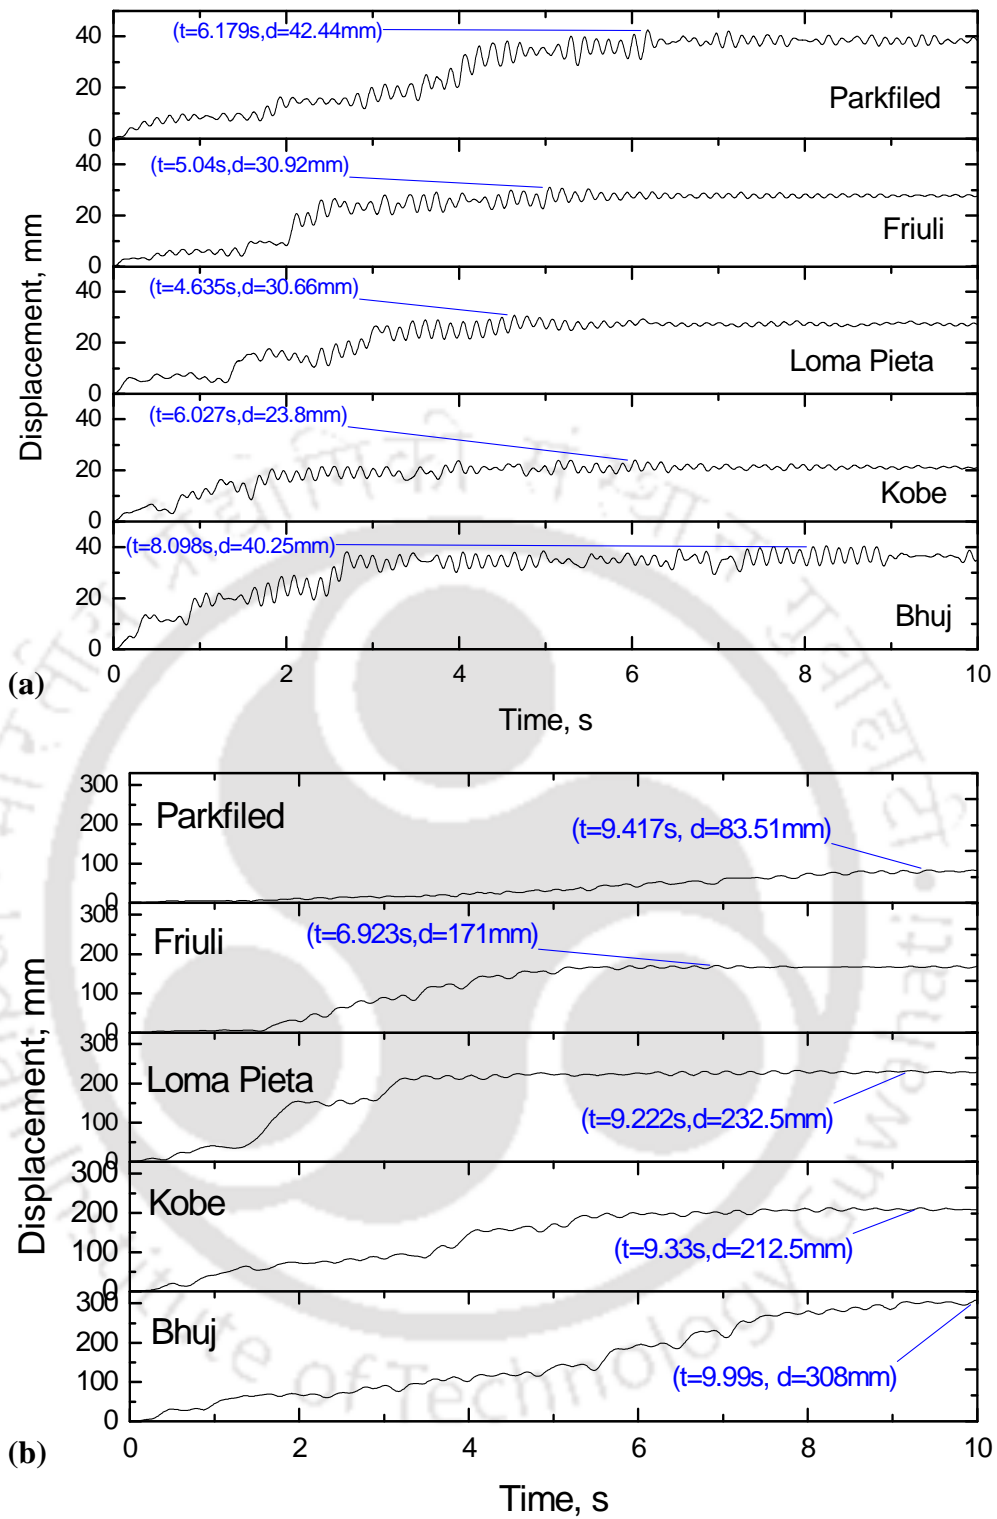 (t=6.179s,d=42.44mm)
40
20
0
Parkfiled
(t=5.04s,d=30.92mm)
40
20
0
Friuli
(t=4.635s,d=30.66mm)
40
20
0
Loma Pieta
(t=6.027s,d=23.8mm)
40
20
0
Kobe
(t=8.098s,d=40.25mm)
40
20
0
Bhuj
Displacement, mm
0 2 4 6 8 10
(a)
Time, s
300
200
100
0
Parkfiled
(t=9.417s, d=83.51mm)
300
200
100
0
Friuli
(t=6.923s,d=171mm)
300
200
100
0
Loma Pieta
(t=9.222s,d=232.5mm)
300
200
100
0
Kobe
(t=9.33s,d=212.5mm)
300
200
100
0
Bhuj
(t=9.99s, d=308mm)
Displacement, mm
0 2 4 6 8 10
(b)
Time, s
Institute of Technology Guwahati